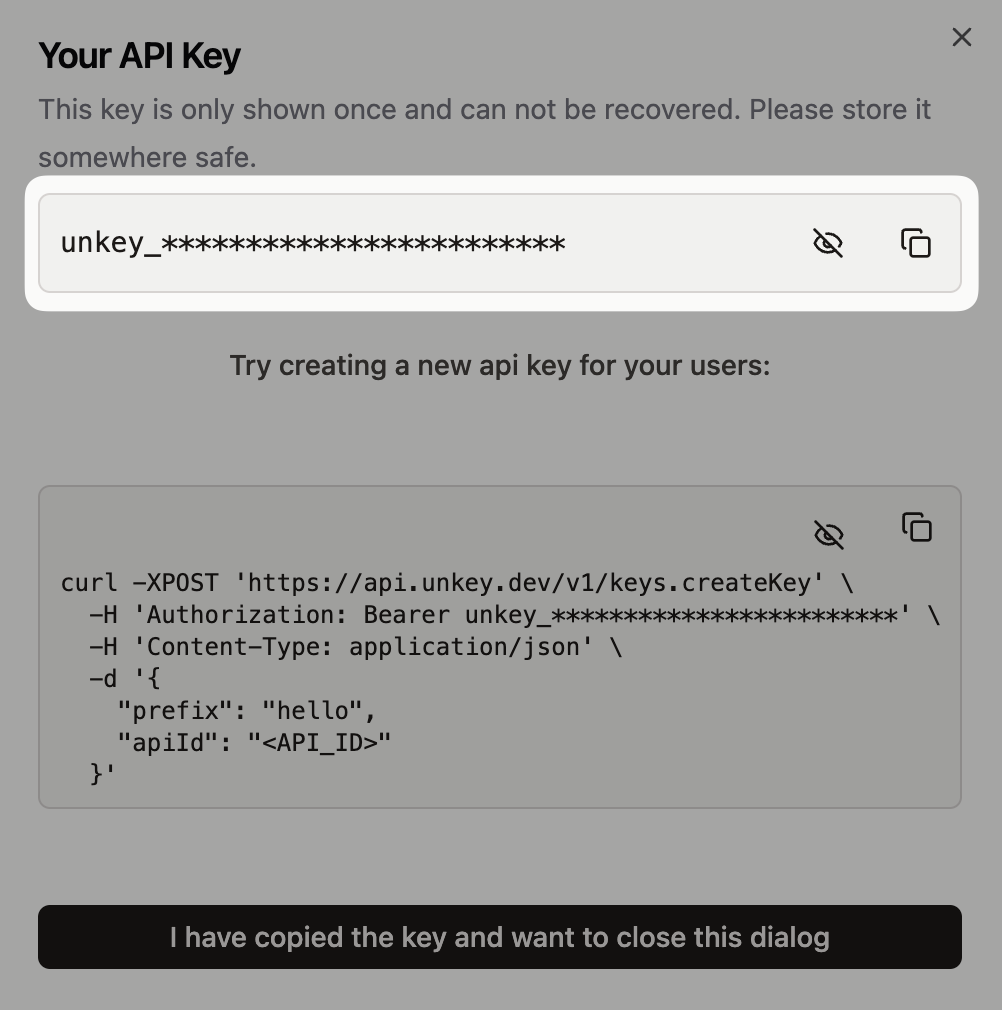 Your API Key
This key is only shown once and can not be recovered. Please store it
somewhere safe.
unkey_************************
Try creating a new api key for your users:
curl -XPOST 'https://api.unkey.dev/v1/keys.createKey' \
  -H 'Authorization: Bearer unkey_************************' \
  -H 'Content-Type: application/json' \
  -d '{
    "prefix": "hello",
    "apiId": "<API_ID>"
  }'
I have copied the key and want to close this dialog